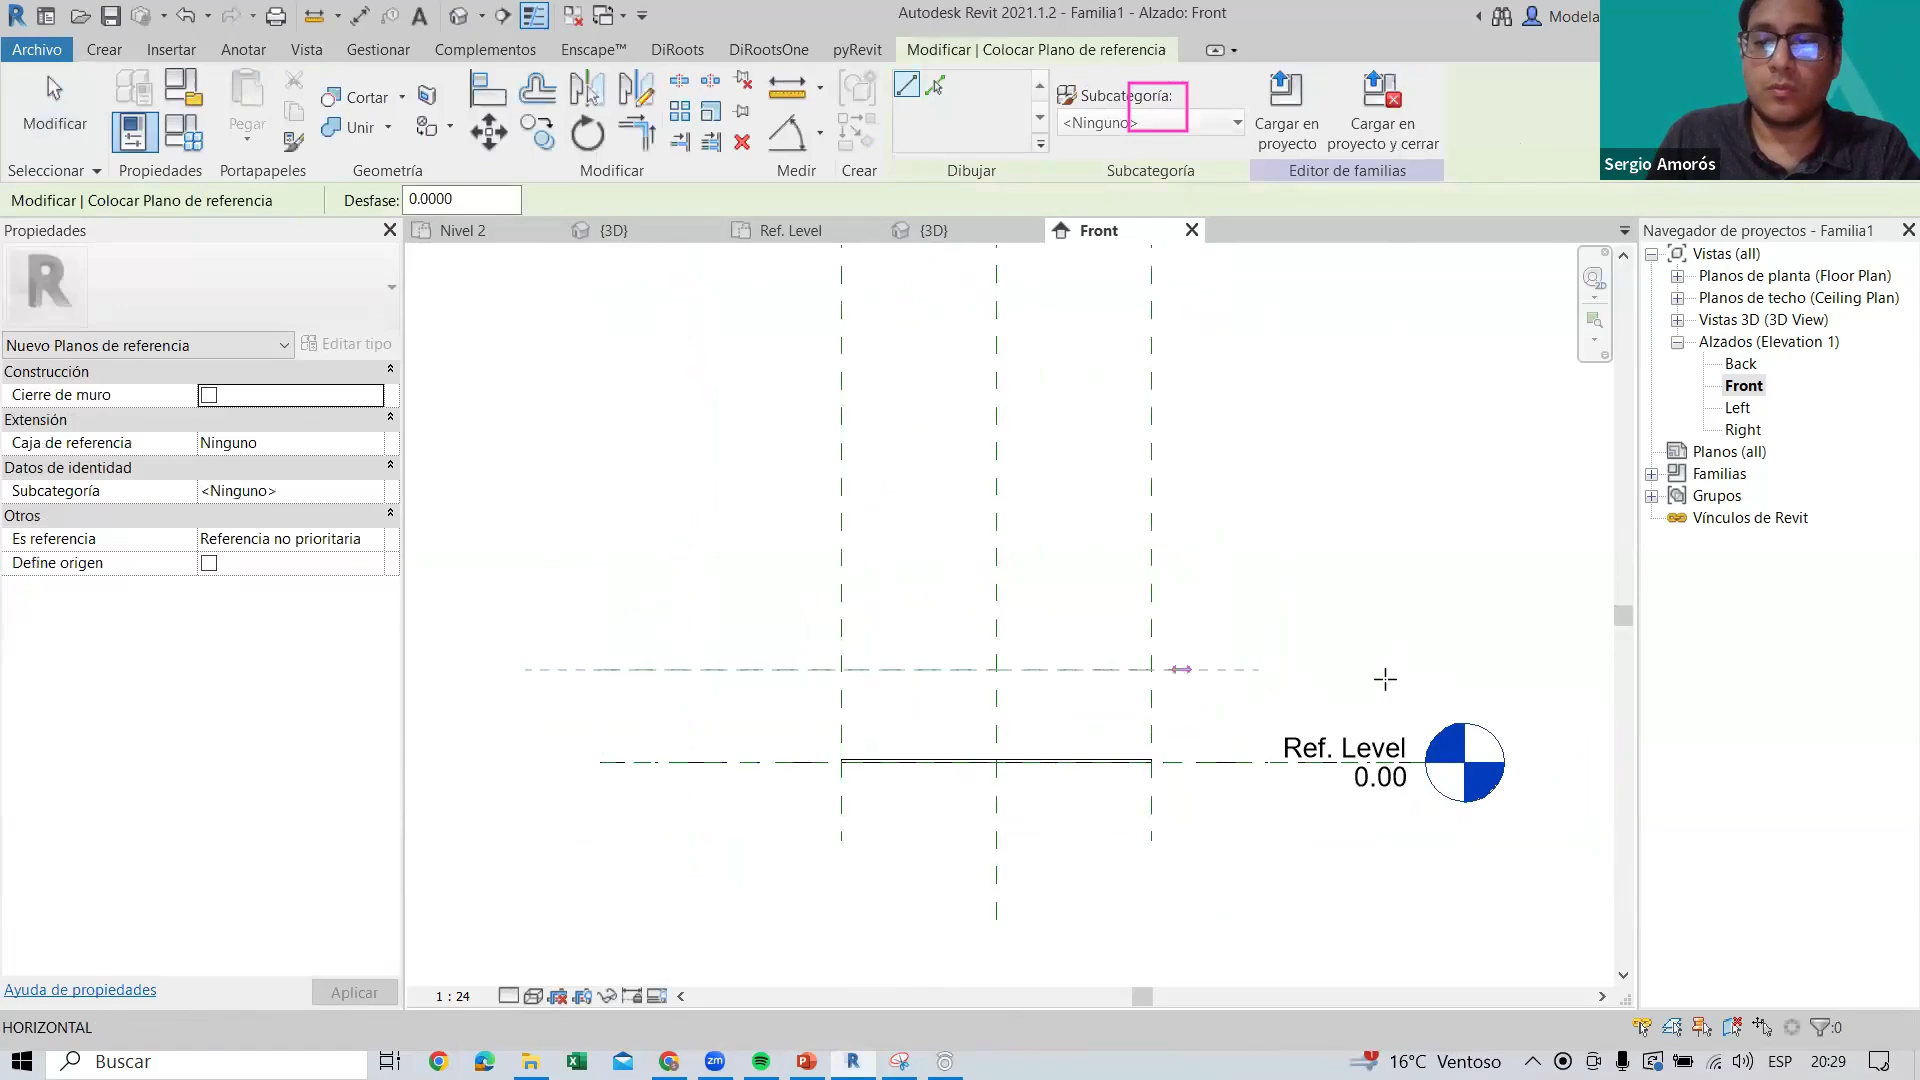 Autodesk Revit 2021.1.2 - Familia1 - Alzado: Front
Modela
Archivo Crear Insertar Anotar Vista Gestionar Complementos Enscape™ DiRoots DiRootsOne pyRevit Modificar | Colocar Plano de referencia
Modificar
Pegar
Cortar
Unir
Subcategoría:
<Ninguno>
Cargar en
proyecto
Cargar en
proyecto y cerrar
Seleccionar Propiedades Portapapeles Geometría Modificar Medir Crear Dibujar Subcategoría Editor de familias
Sergio Amorós
Modificar | Colocar Plano de referencia Desfase: 0.0000
Propiedades
Nivel 2 {3D} Ref. Level {3D} Front
Navegador de proyectos - Familia1
R
Nuevo Planos de referencia Editar tipo
Construcción
Cierre de muro
Extensión
Caja de referencia Ninguno
Datos de identidad
Subcategoría <Ninguno>
Otros
Es referencia Referencia no prioritaria
Define origen
2D
Ref. Level
0.00
Vistas (all)
Planos de planta (Floor Plan)
Planos de techo (Ceiling Plan)
Vistas 3D (3D View)
Alzados (Elevation 1)
Back
Front
Left
Right
Planos (all)
Familias
Grupos
Vínculos de Revit
Ayuda de propiedades Aplicar
1 : 24
HORIZONTAL
:0
Buscar
zm
16°C Ventoso
ESP
20:29